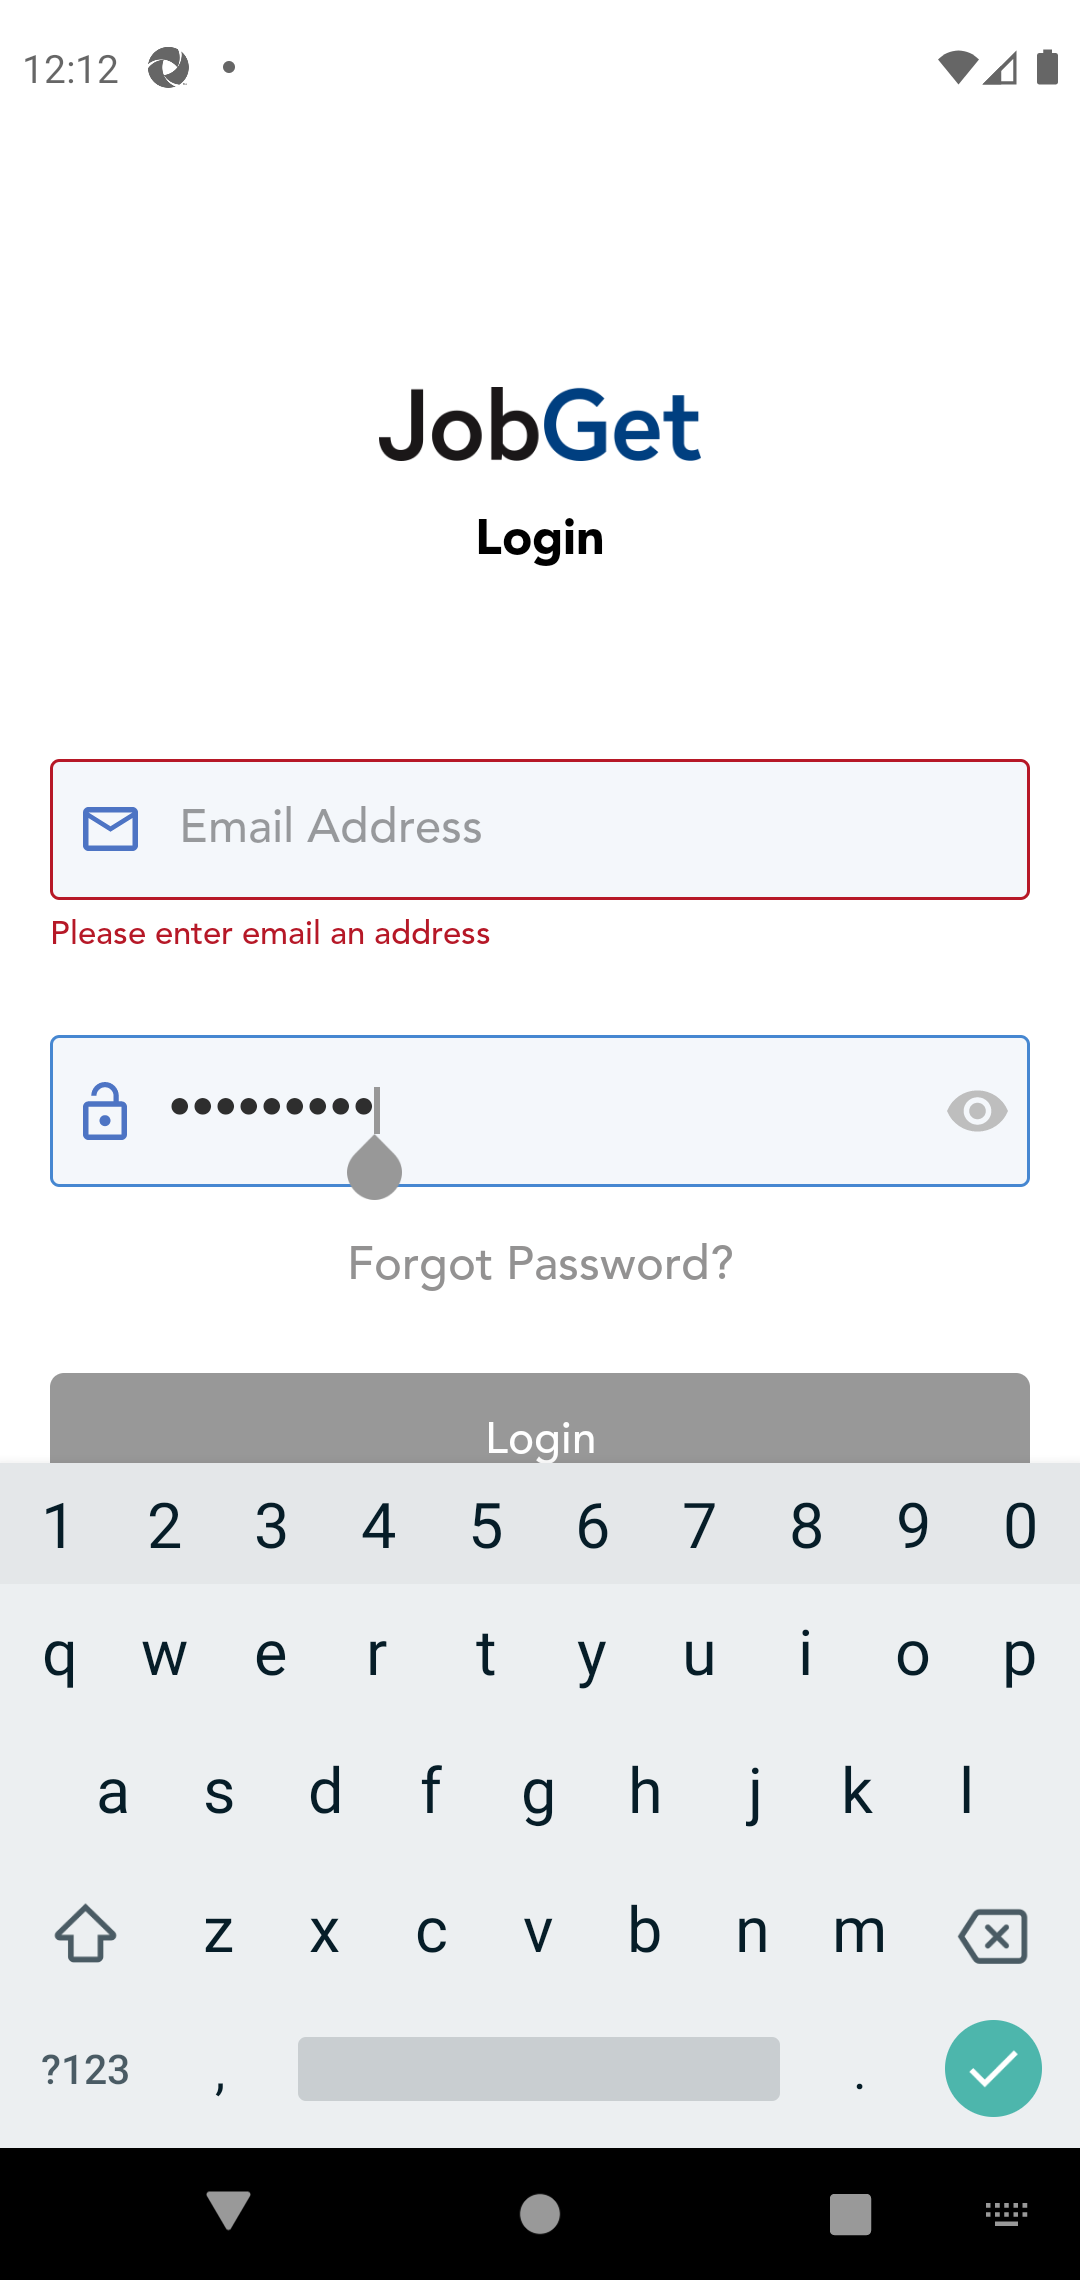 12:12
JobGet
Login
Email Address
Please enter email an address
•••••••••
Forgot Password?
Login
1 2 3 4 5 6 7 8 9 0
q w e r t y u i o p
a s d f g h j k l
z x c v b n m
?123 , .